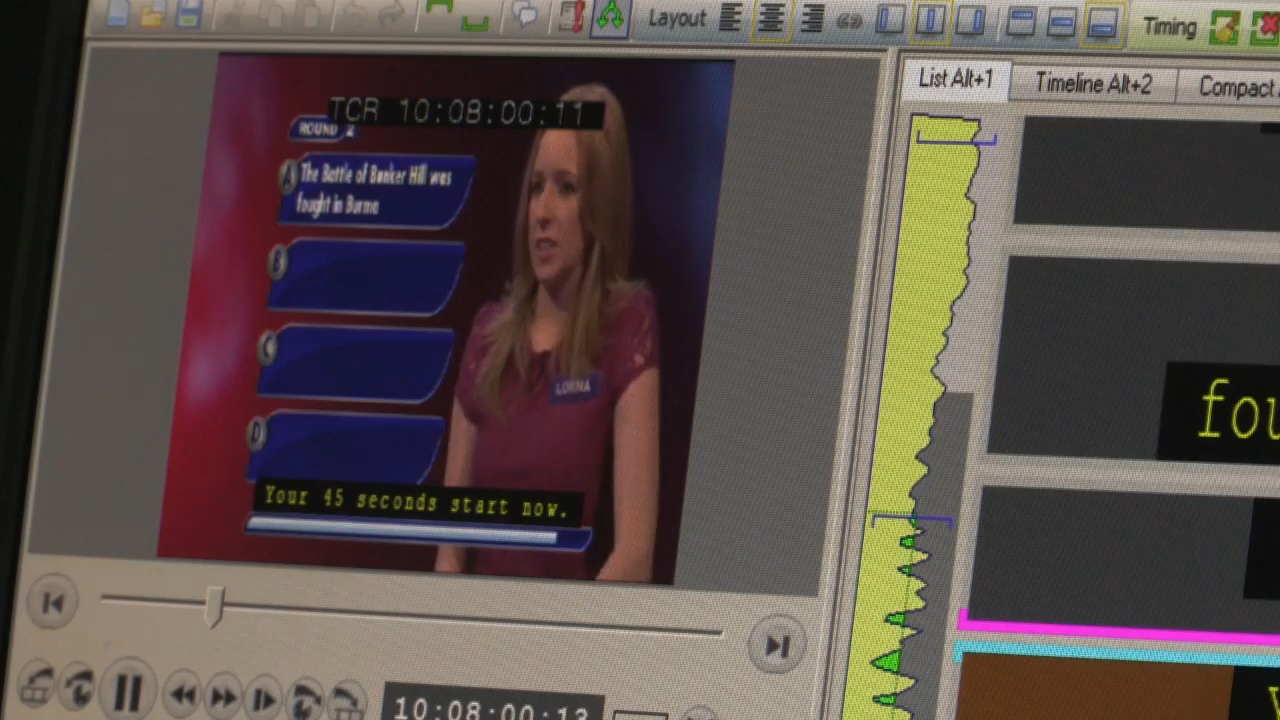 Layout
Timing
List Alt+1
Timeline Alt+2
Compact
TCR 10:08:00:11
ROUND 2
A The Battle of Bunker Hill was
fought in Burma
B
C
D
LORNA
Your 45 seconds start now.
fou
10:08:00:13